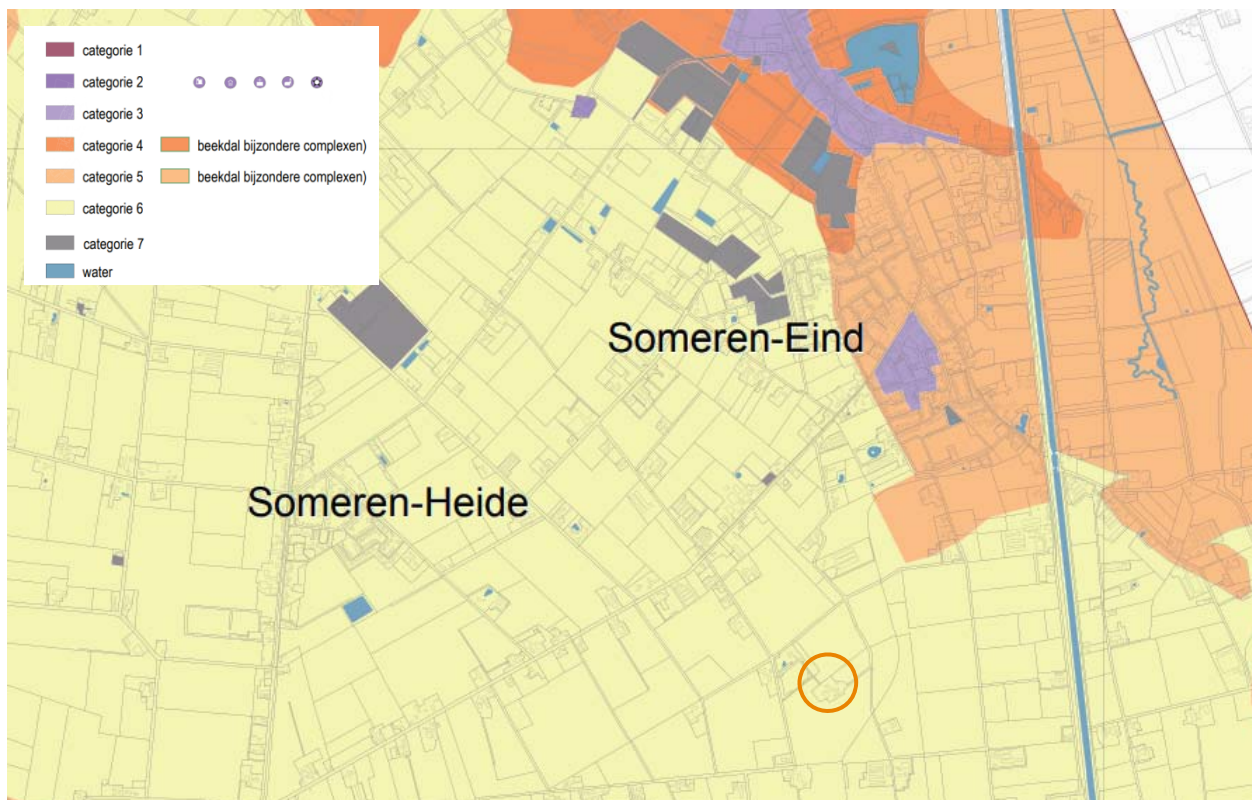 categorie 1
categorie 2
categorie 3
categorie 4 beekdal bijzondere complexen)
categorie 5 beekdal bijzondere complexen)
categorie 6
categorie 7
water
Someren-Eind
Someren-Heide